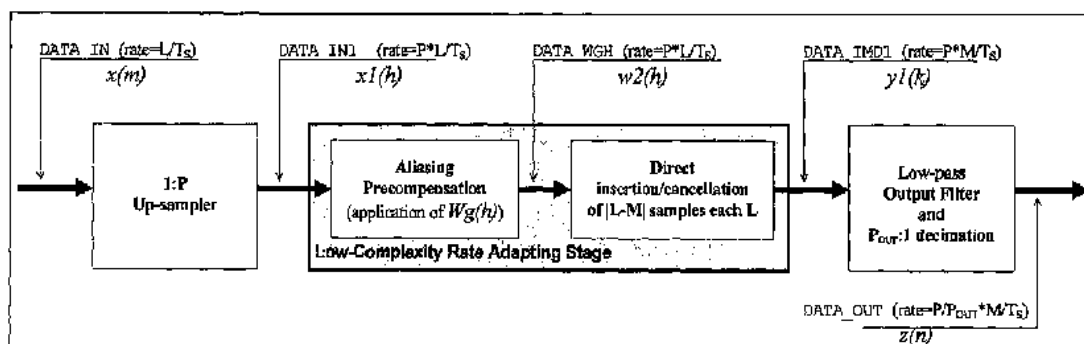 DATA_IN (rate=L/Ts)
x(m)
DATA_IN1 (rate=P*L/Ts)
x1(h)
DATA_WGH (rate=P*L/Ts)
w2(h)
DATA_IMD1 (rate=P*M/Ts)
y1(k)
1:P
Up-sampler
Aliasing
Precompensation
(application of Wg(h))
Direct
insertion/cancellation
of |L-M| samples each L
Low-Complexity Rate Adapting Stage
Low-pass
Output Filter
and
POUT:1 decimation
DATA_OUT (rate=P/POUT*M/Ts)
z(n)